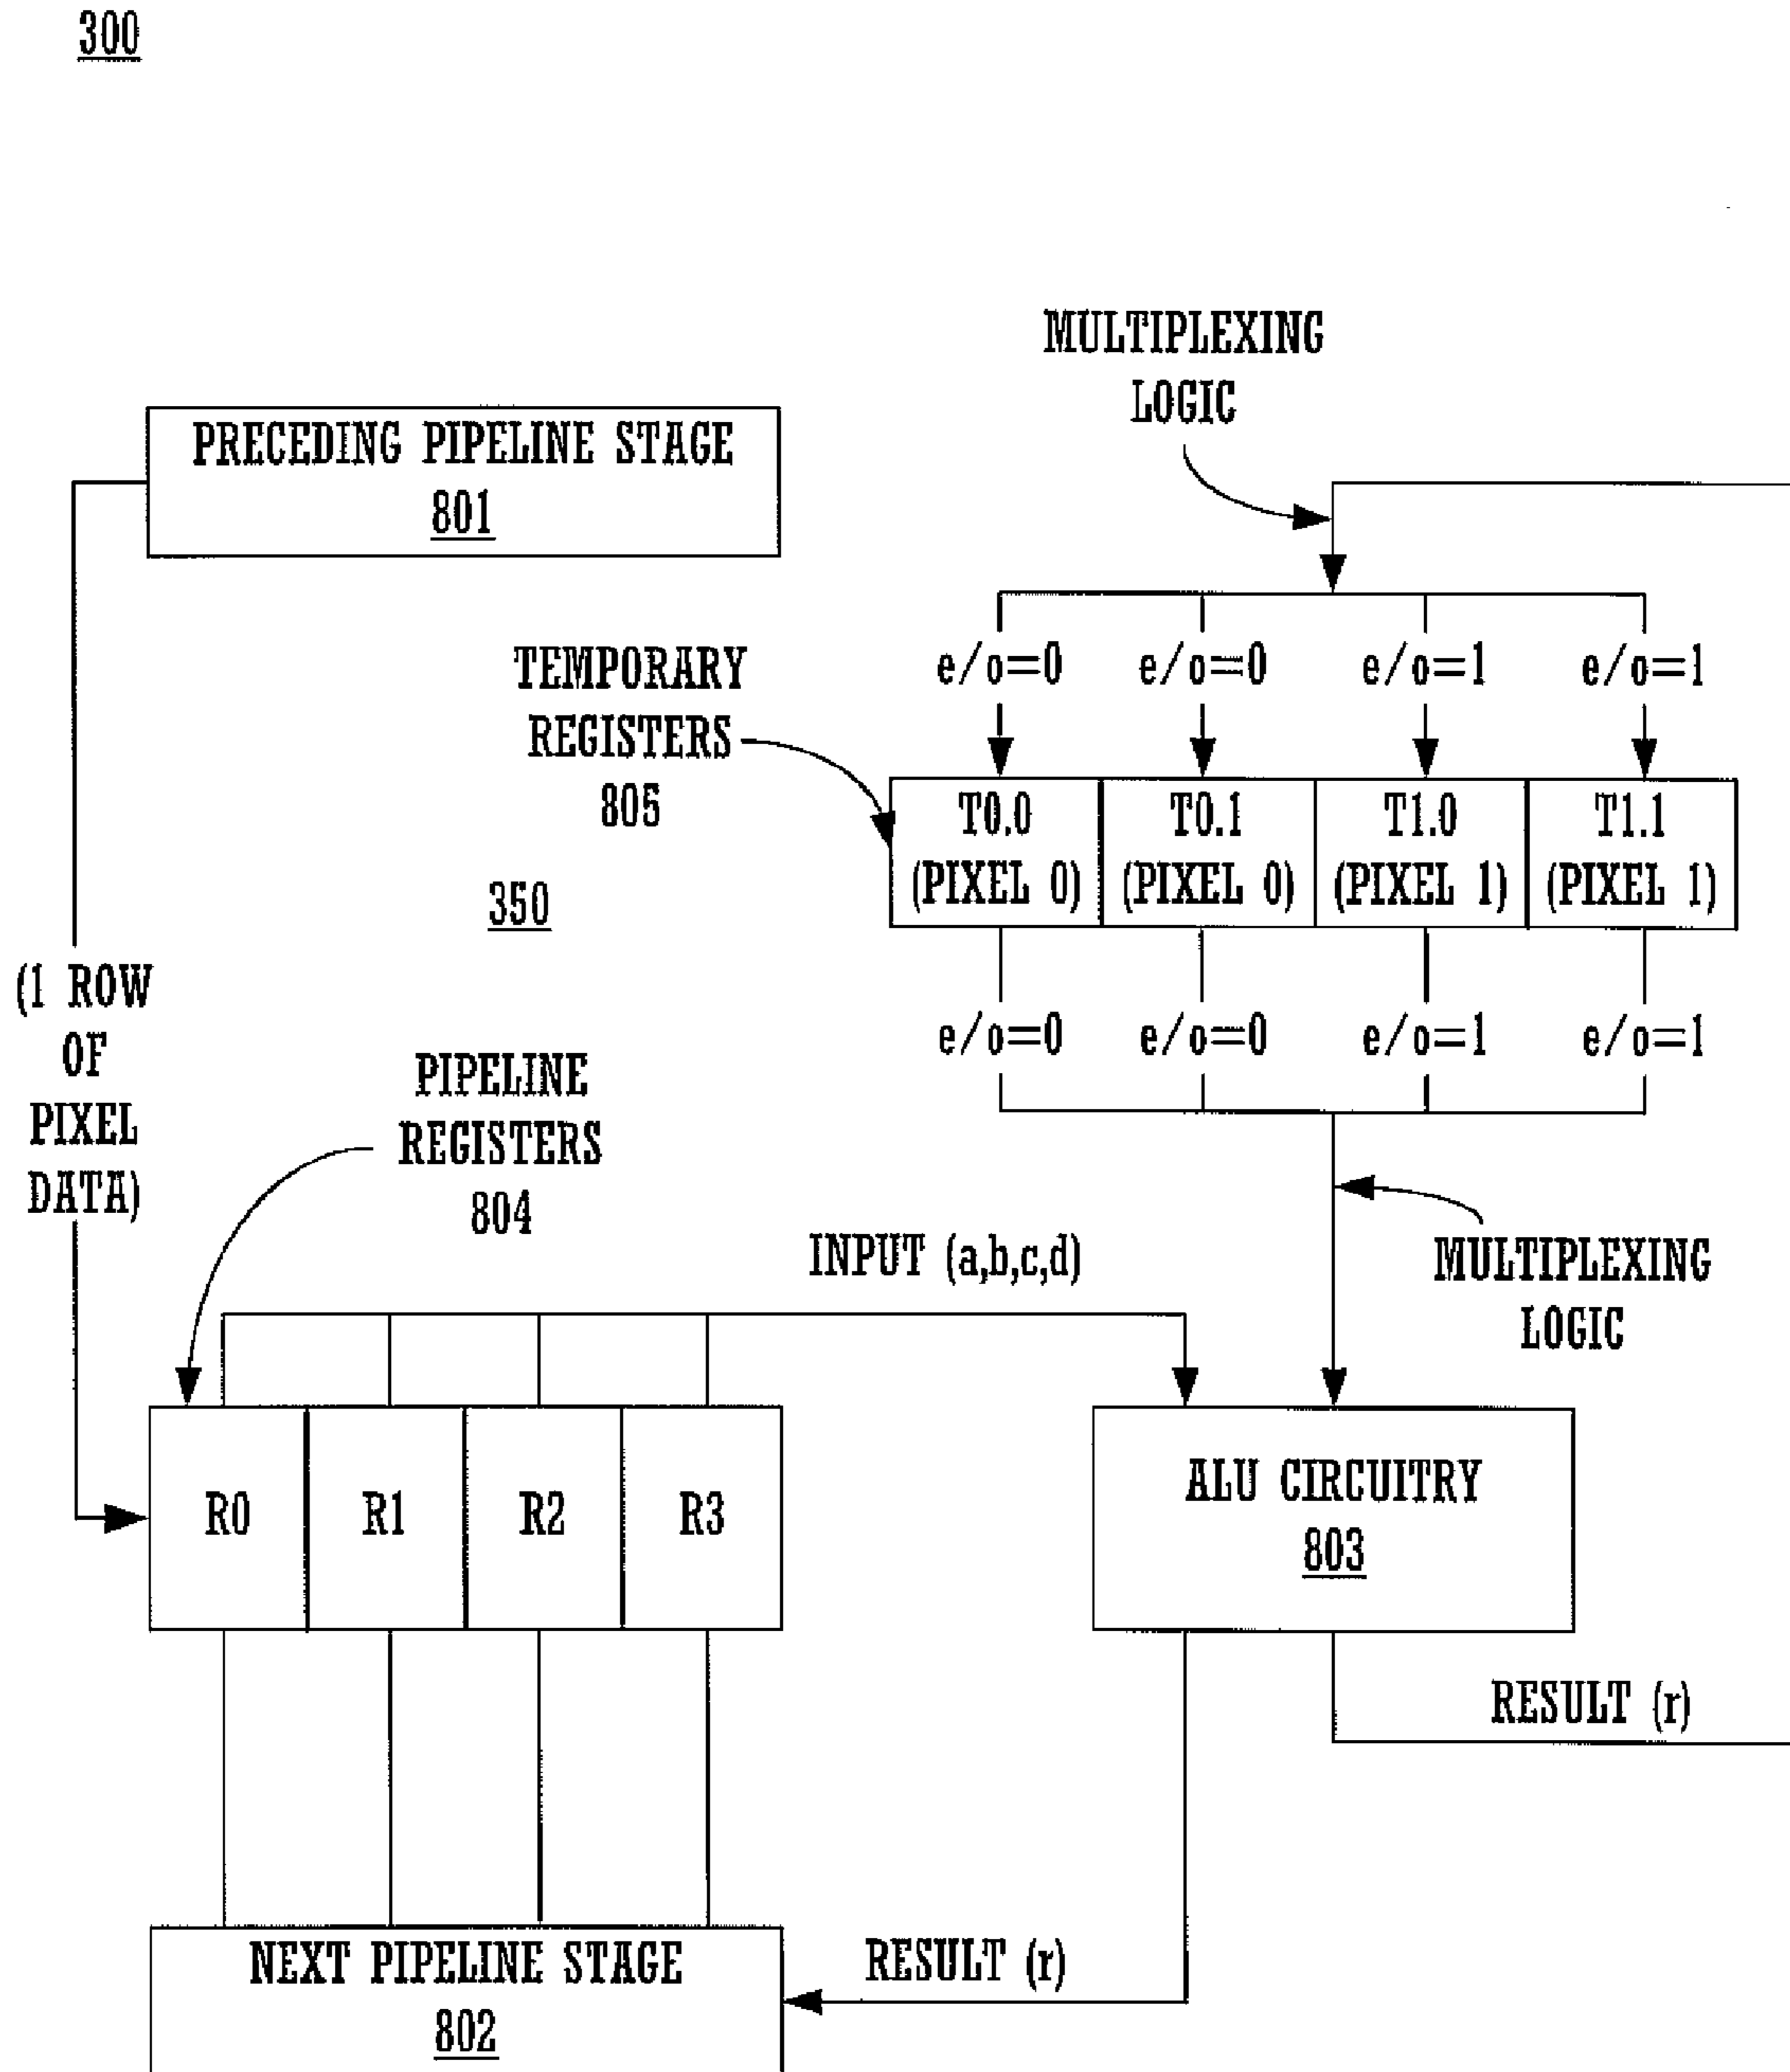 300
MULTIPLEXING
LOGIC
PRECEDING PIPELINE STAGE
801
e/o=0 e/o=0 e/o=1 e/o=1
TEMPORARY
REGISTERS
805
T0.0 T0.1 T1.0 T1.1
(PIXEL 0) (PIXEL 0) (PIXEL 1) (PIXEL 1)
350
(1 ROW
OF
PIXEL
DATA)
e/o=0 e/o=0 e/o=1 e/o=1
PIPELINE
REGISTERS
804
INPUT (a,b,c,d)
MULTIPLEXING
LOGIC
R0 R1 R2 R3
ALU CIRCUITRY
803
RESULT (r)
NEXT PIPELINE STAGE
802
RESULT (r)